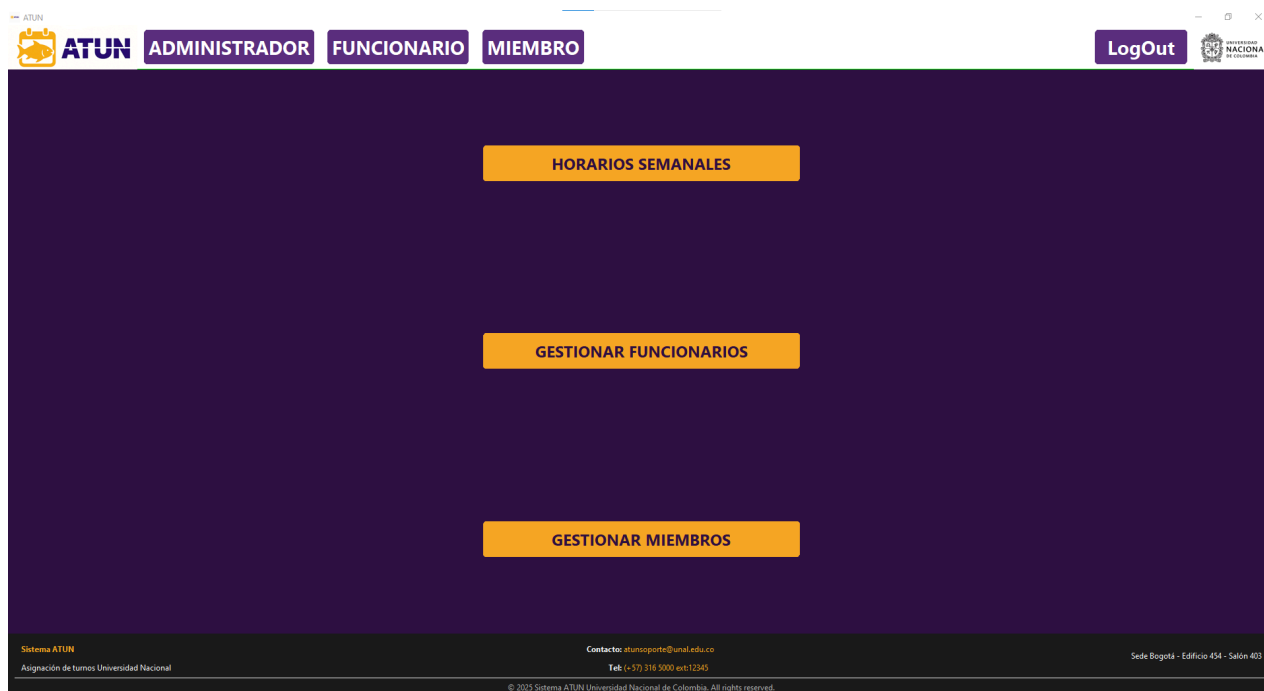 ATUN
ATUN ADMINISTRADOR FUNCIONARIO MIEMBRO LogOut UNIVERSIDAD
NACIONA
DE COLOMBIA
HORARIOS SEMANALES
GESTIONAR FUNCIONARIOS
GESTIONAR MIEMBROS
Sistema ATUN
Asignación de turnos Universidad Nacional
Contacto: atunsoporte@unal.edu.co
Tel: (+57) 316 5000 ext:12345
Sede Bogotá - Edificio 454 - Salón 403
© 2025 Sistema ATUN Universidad Nacional de Colombia. All rights reserved.